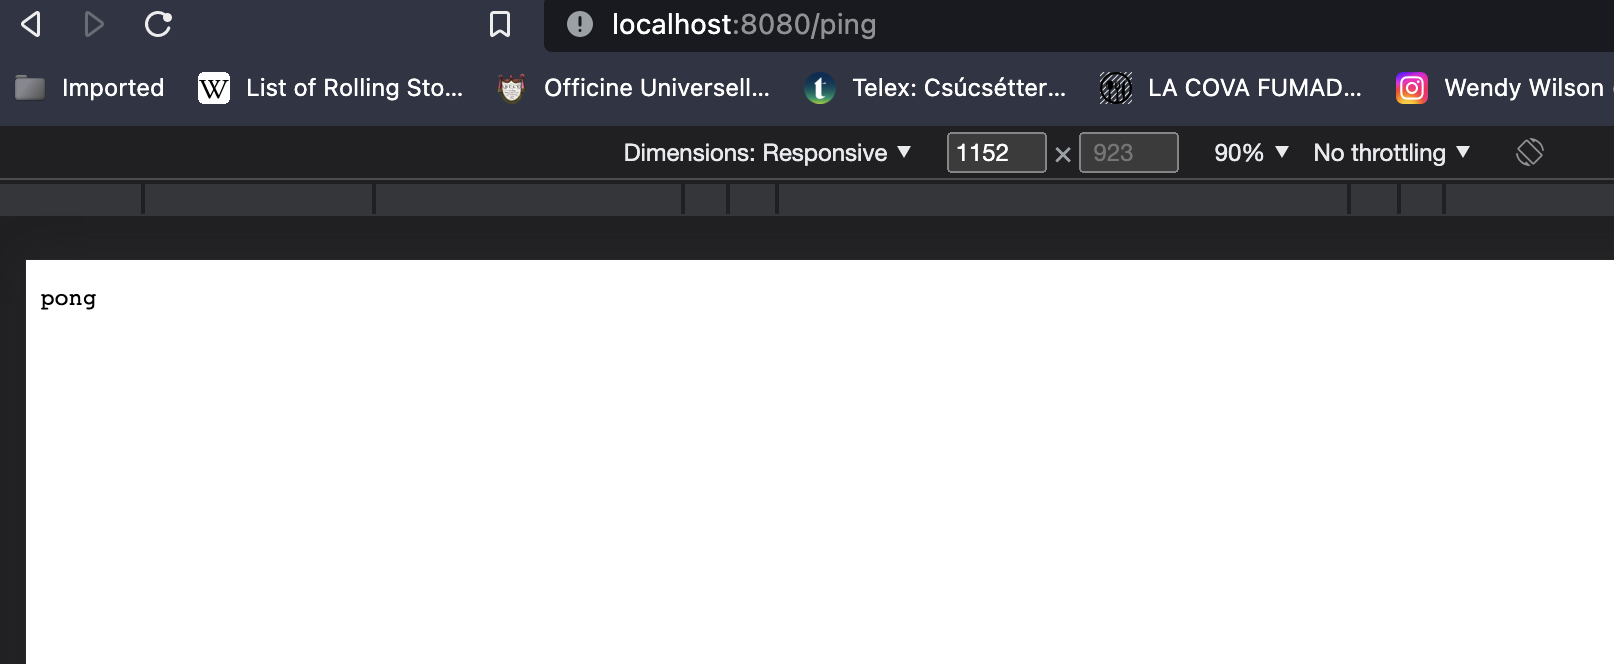 localhost:8080/ping
Imported W List of Rolling Sto... Officine Universell... t Telex: Csúcsétter... LA COVA FUMAD... Wendy Wilson
Dimensions: Responsive ▼ 1152 × 923 90% ▼ No throttling ▼
pong